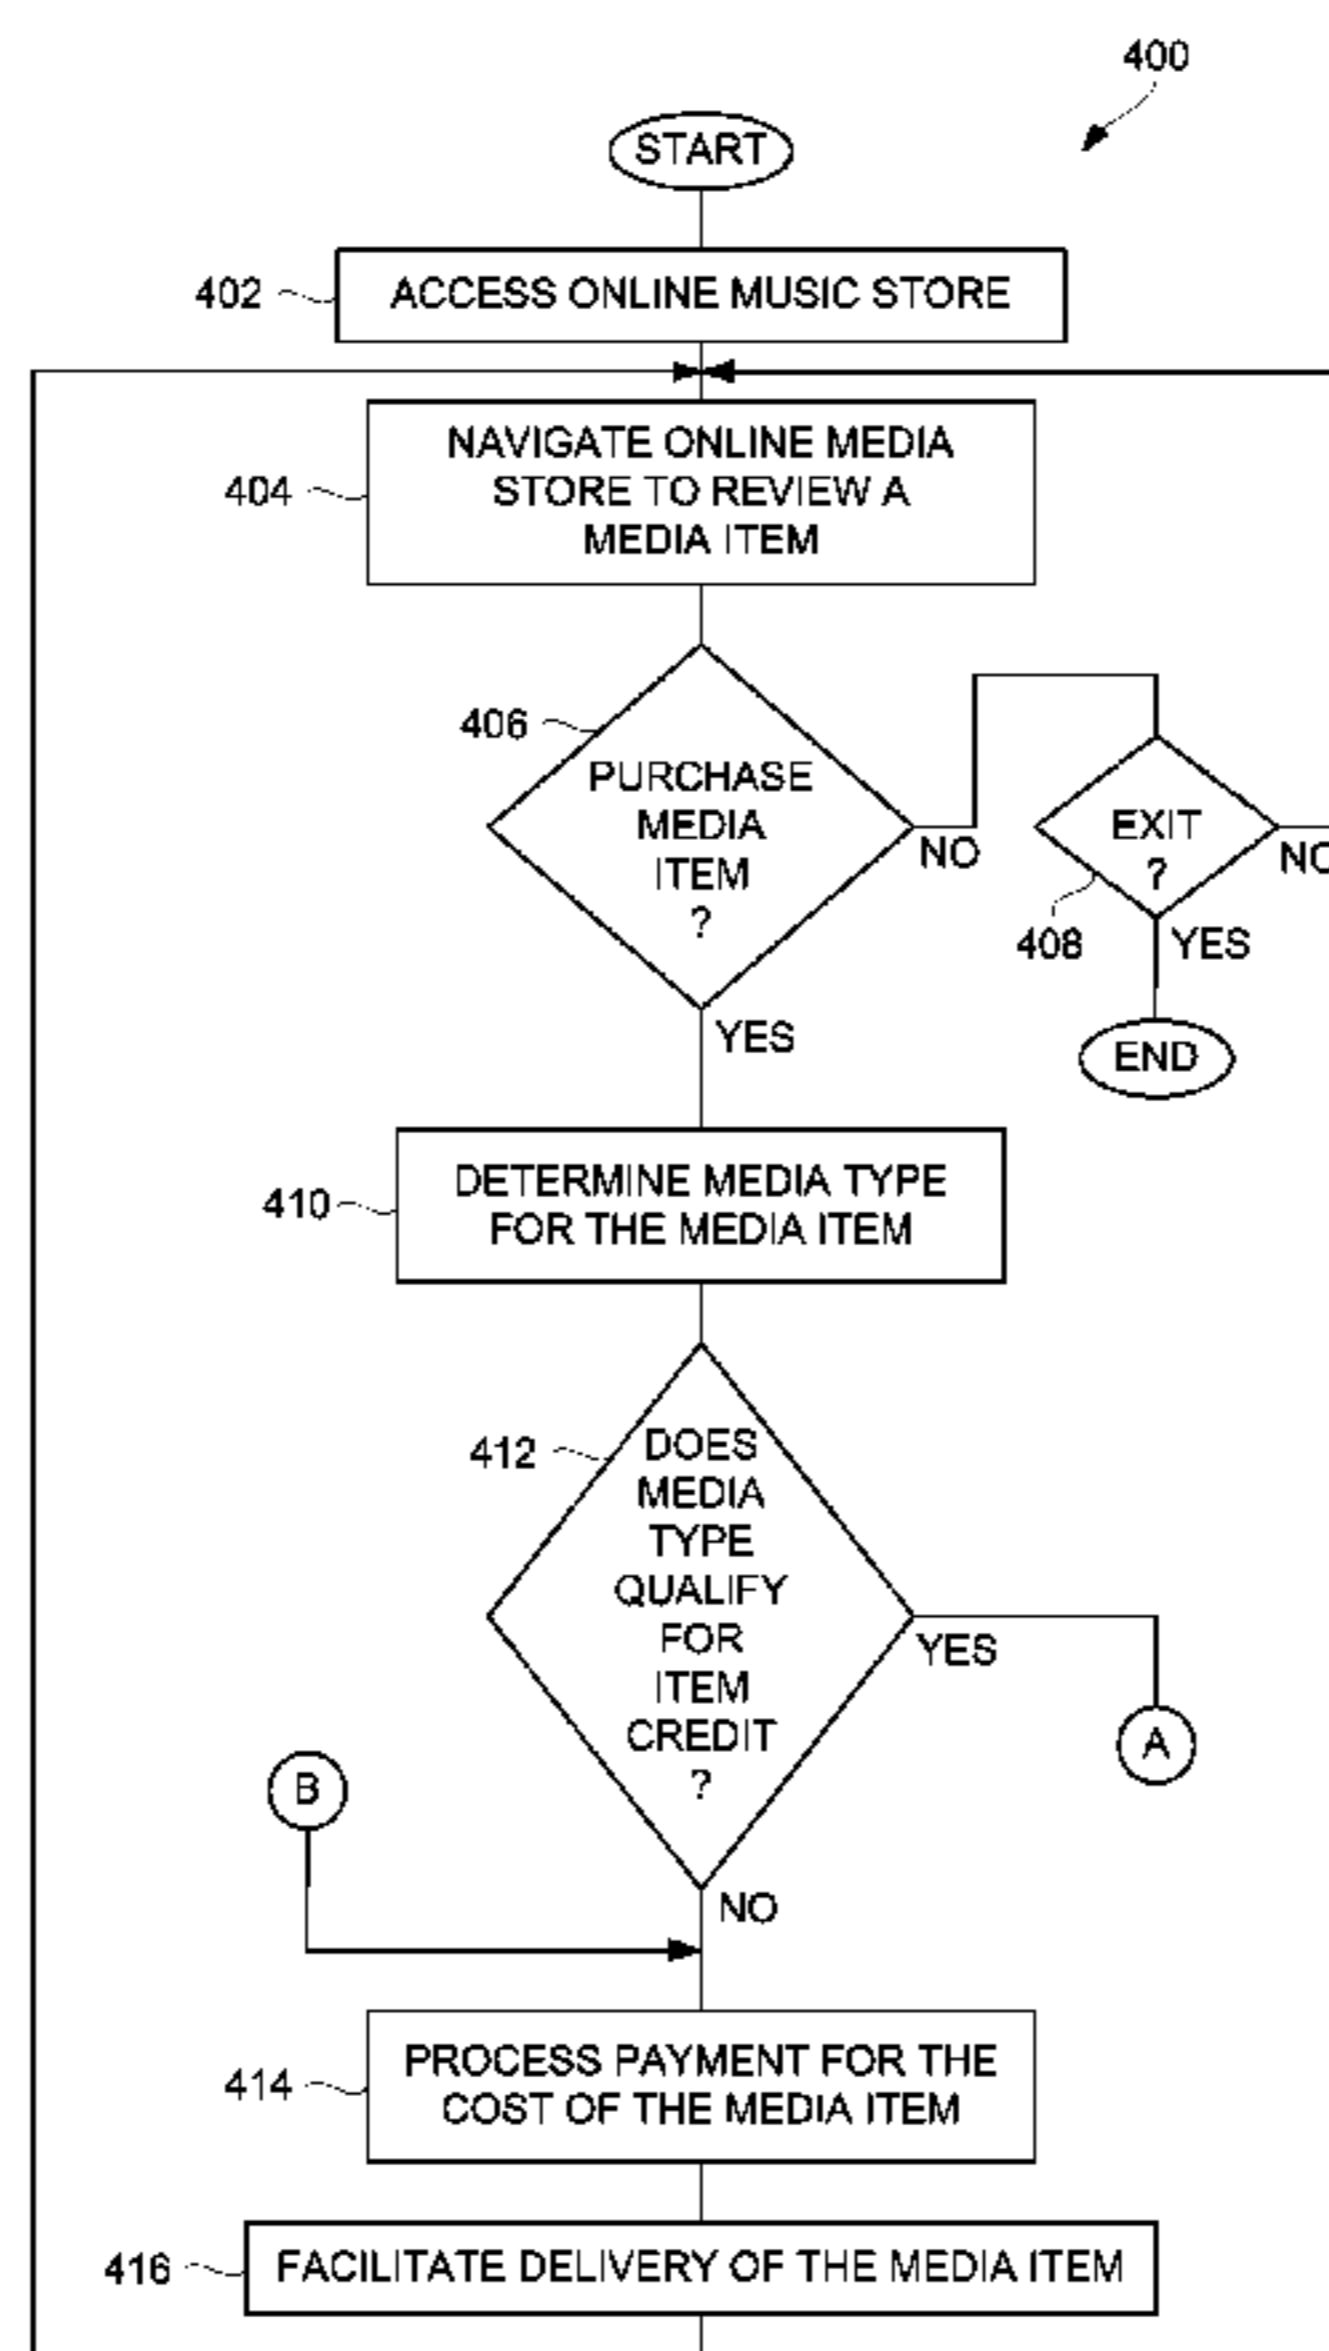 400
START
402
ACCESS ONLINE MUSIC STORE
404
NAVIGATE ONLINE MEDIA
STORE TO REVIEW A
MEDIA ITEM
406
PURCHASE
MEDIA
ITEM
?
NO
EXIT
?
NO
408
YES
YES
END
410
DETERMINE MEDIA TYPE
FOR THE MEDIA ITEM
412
DOES
MEDIA
TYPE
QUALIFY
FOR
ITEM
CREDIT
?
YES
A
B
NO
414
PROCESS PAYMENT FOR THE
COST OF THE MEDIA ITEM
416
FACILITATE DELIVERY OF THE MEDIA ITEM